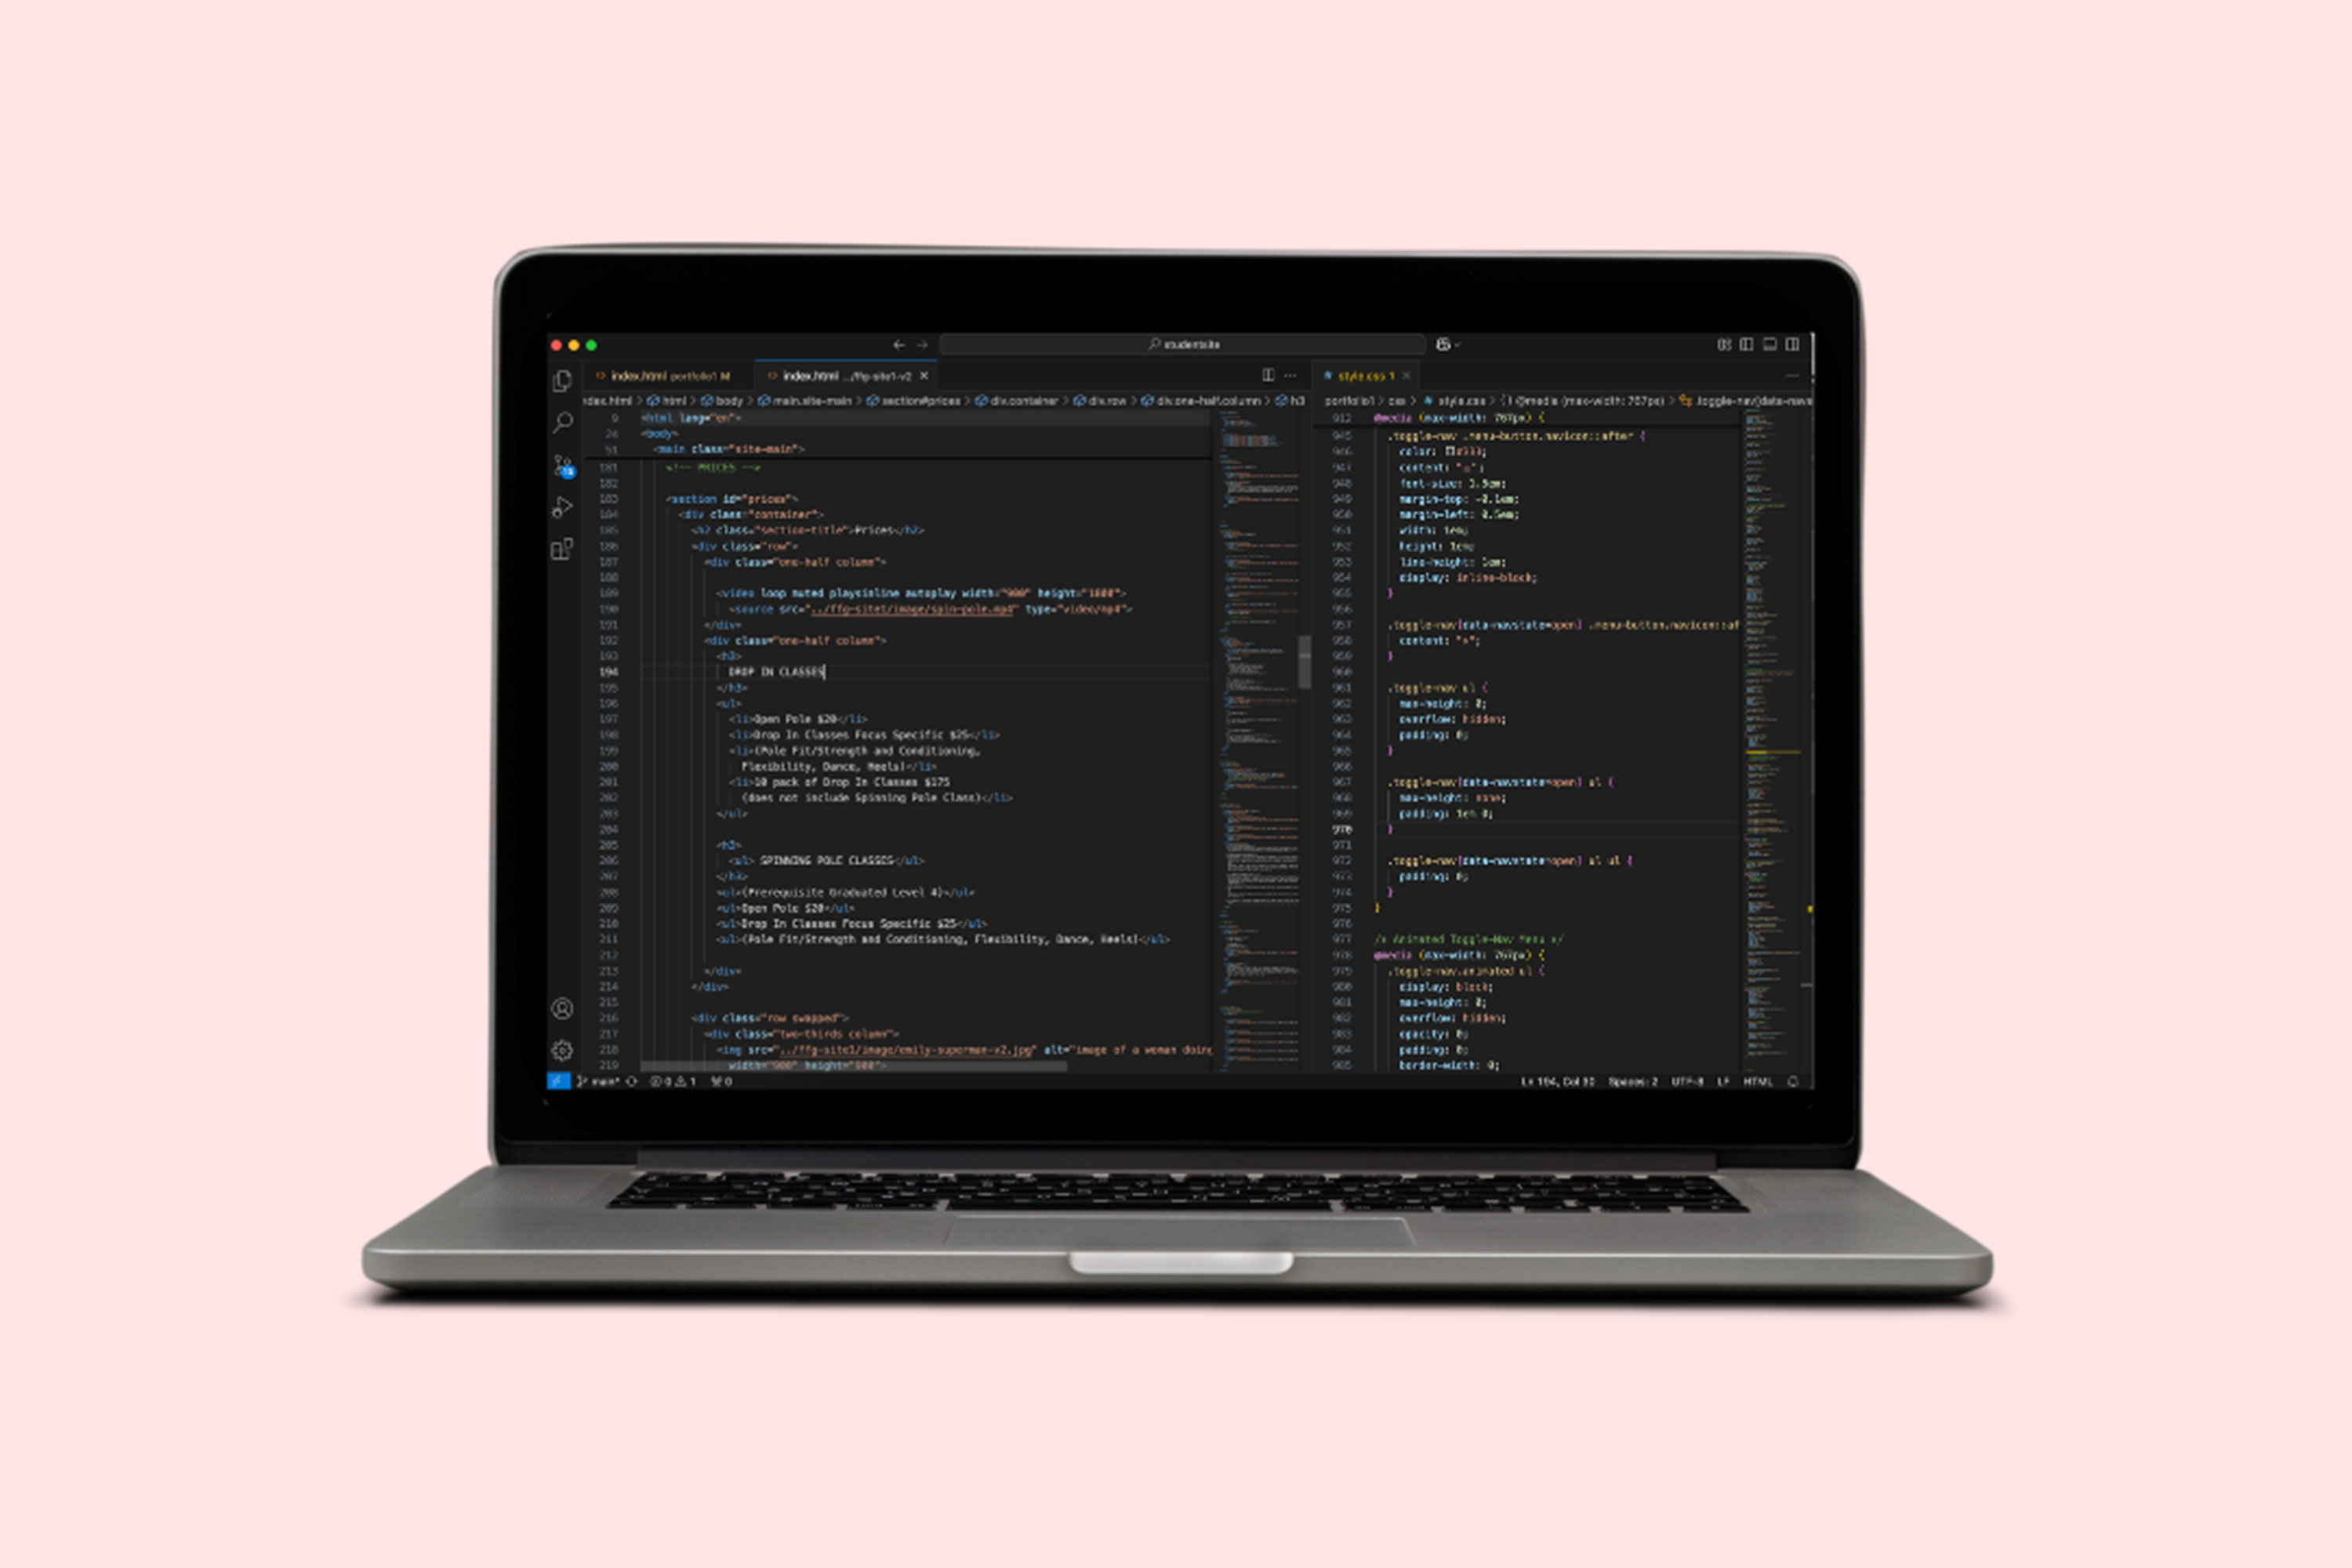 studentsite
index.html portfolio1 M
index.html .../ffg-site1-v2
dex.html > html > body > main.site-main > section#prices > div.container > div.row > div.one-half.column > h3
9 <html lang="en">
24 <body>
51 <main class="site-main">
181 <!-- PRICES -->
182
183 <section id="prices">
184 <div class="container">
185 <h2 class="section-title">Prices</h2>
186 <div class="row">
187 <div class="one-half column">
188
189 <video loop muted playsinline autoplay width="900" height="1800">
190 <source src="../ffg-site1/image/spin-pole.mp4" type="video/mp4">
191 </div>
192 <div class="one-half column">
193 <h3>
194 DROP IN CLASSES
195 </h3>
196 <ul>
197 <li>Open Pole $20</li>
198 <li>Drop In Classes Focus Specific $25</li>
199 <li>(Pole Fit/Strength and Conditioning,
200 Flexibility, Dance, Heels)</li>
201 <li>10 pack of Drop In Classes $175
202 (does not include Spinning Pole Class)</li>
203 </ul>
204
205 <h3>
206 <ul> SPINNING POLE CLASSES</ul>
207 </h3>
208 <ul>(Prerequisite Graduated Level 4)</ul>
209 <ul>Open Pole $20</ul>
210 <ul>Drop In Classes Focus Specific $25</ul>
211 <ul>(Pole Fit/Strength and Conditioning, Flexibility, Dance, Heels)</ul>
212
213 </div>
214 </div>
215
216 <div class="row swapped">
217 <div class="two-thirds column">
218 <img src="../ffg-site1/image/emily-superman-v2.jpg" alt="image of a woman doing
219 width="900" height="600">
style.css 1
portfolio1 > css > style.css > {} @media (max-width: 767px) > .toggle-nav[data-navs
912 @media (max-width: 767px) {
945 .toggle-nav .menu-button.navicon::after {
946 color: #333;
947 content:
948 font-size: 1.5em;
949 margin-top: -0.1em;
950 margin-left: 0.5em;
951 width: 1em;
952 height: 1em;
953 line-height: 1em;
954 display: inline-block;
955 }
956
957 .toggle-nav[data-navstate=open] .menu-button.navicon::af
958 content:
959 }
960
961 .toggle-nav ul {
962 max-height: 0;
963 overflow: hidden;
964 padding: 0;
965 }
966
967 .toggle-nav[data-navstate=open] ul {
968 max-height: none;
969 padding: 1em 0;
970 }
971
972 .toggle-nav[data-navstate=open] ul ul {
973 padding: 0;
974 }
975 }
976
977 /* Animated Toggle-Nav Menu */
978 @media (max-width: 767px) {
979 .toggle-nav.animated ul {
980 display: block;
981 max-height: 0;
982 overflow: hidden;
983 opacity: 0;
984 padding: 0;
985 border-width: 0;
main* 0 1 0
Ln 194, Col 30 Spaces: 2 UTF-8 LF HTML